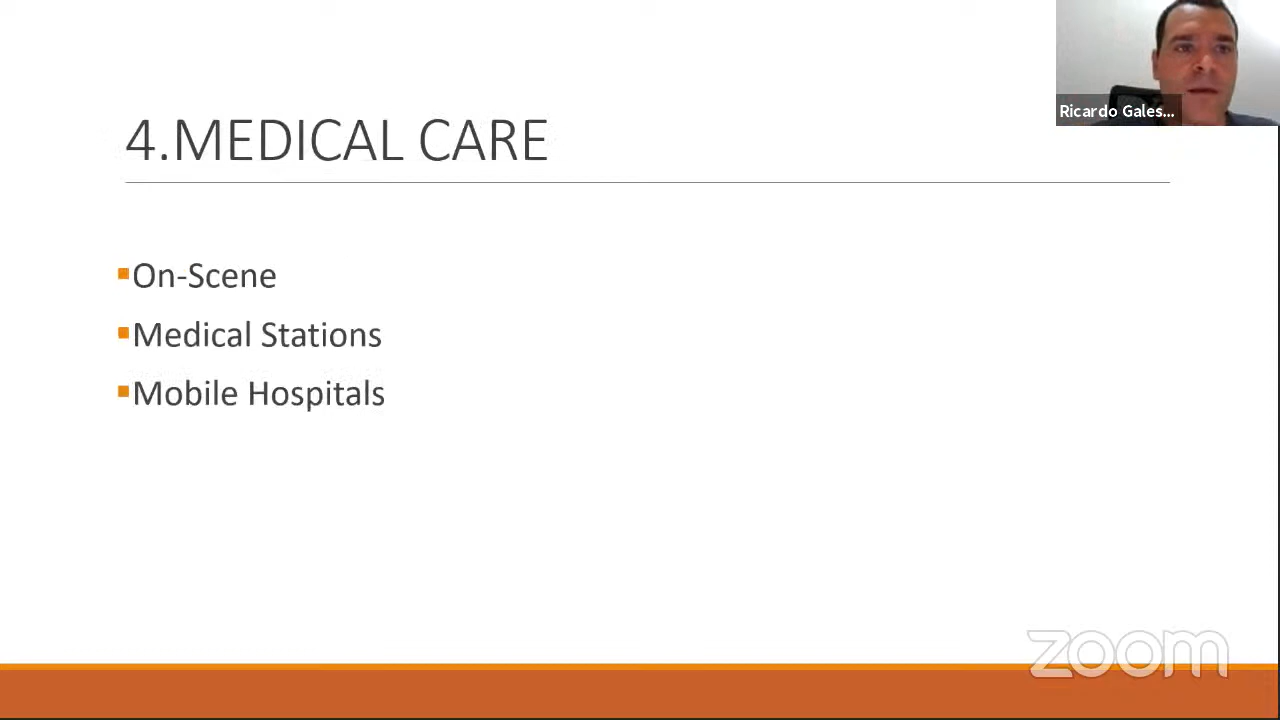 Ricardo Gales...
4.MEDICAL CARE
On-Scene
Medical Stations
Mobile Hospitals
zoom